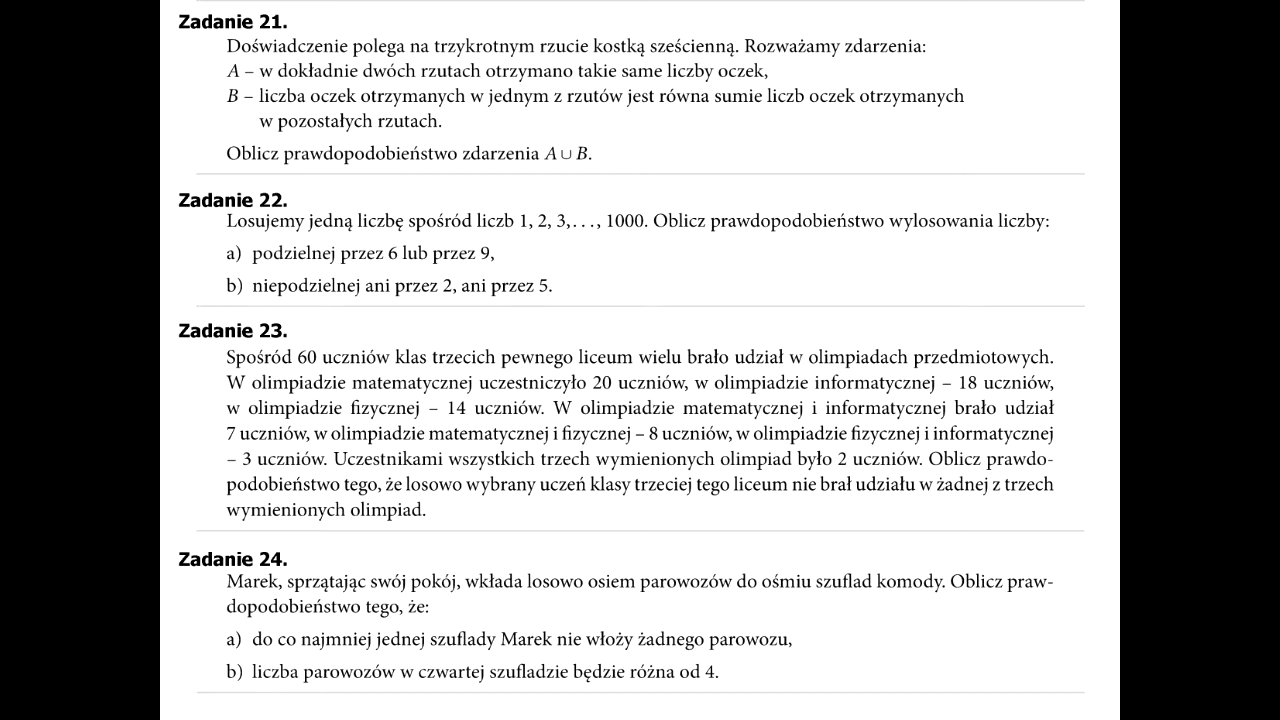 Zadanie 21.
Doświadczenie polega na trzykrotnym rzucie kostką sześcienną. Rozważamy zdarzenia:
A – w dokładnie dwóch rzutach otrzymano takie same liczby oczek,
B – liczba oczek otrzymanych w jednym z rzutów jest równa sumie liczb oczek otrzymanych
w pozostałych rzutach.
Oblicz prawdopodobieństwo zdarzenia A ∪ B.
Zadanie 22.
Losujemy jedną liczbę spośród liczb 1, 2, 3,..., 1000. Oblicz prawdopodobieństwo wylosowania liczby:
a) podzielnej przez 6 lub przez 9,
b) niepodzielnej ani przez 2, ani przez 5.
Zadanie 23.
Spośród 60 uczniów klas trzecich pewnego liceum wielu brało udział w olimpiadach przedmiotowych.
W olimpiadzie matematycznej uczestniczyło 20 uczniów, w olimpiadzie informatycznej – 18 uczniów,
w olimpiadzie fizycznej – 14 uczniów. W olimpiadzie matematycznej i informatycznej brało udział
7 uczniów, w olimpiadzie matematycznej i fizycznej – 8 uczniów, w olimpiadzie fizycznej i informatycznej
– 3 uczniów. Uczestnikami wszystkich trzech wymienionych olimpiad było 2 uczniów. Oblicz prawdo-
podobieństwo tego, że losowo wybrany uczeń klasy trzeciej tego liceum nie brał udziału w żadnej z trzech
wymienionych olimpiad.
Zadanie 24.
Marek, sprzątając swój pokój, wkłada losowo osiem parowozów do ośmiu szuflad komody. Oblicz praw-
dopodobieństwo tego, że:
a) do co najmniej jednej szuflady Marek nie włoży żadnego parowozu,
b) liczba parowozów w czwartej szufladzie będzie różna od 4.